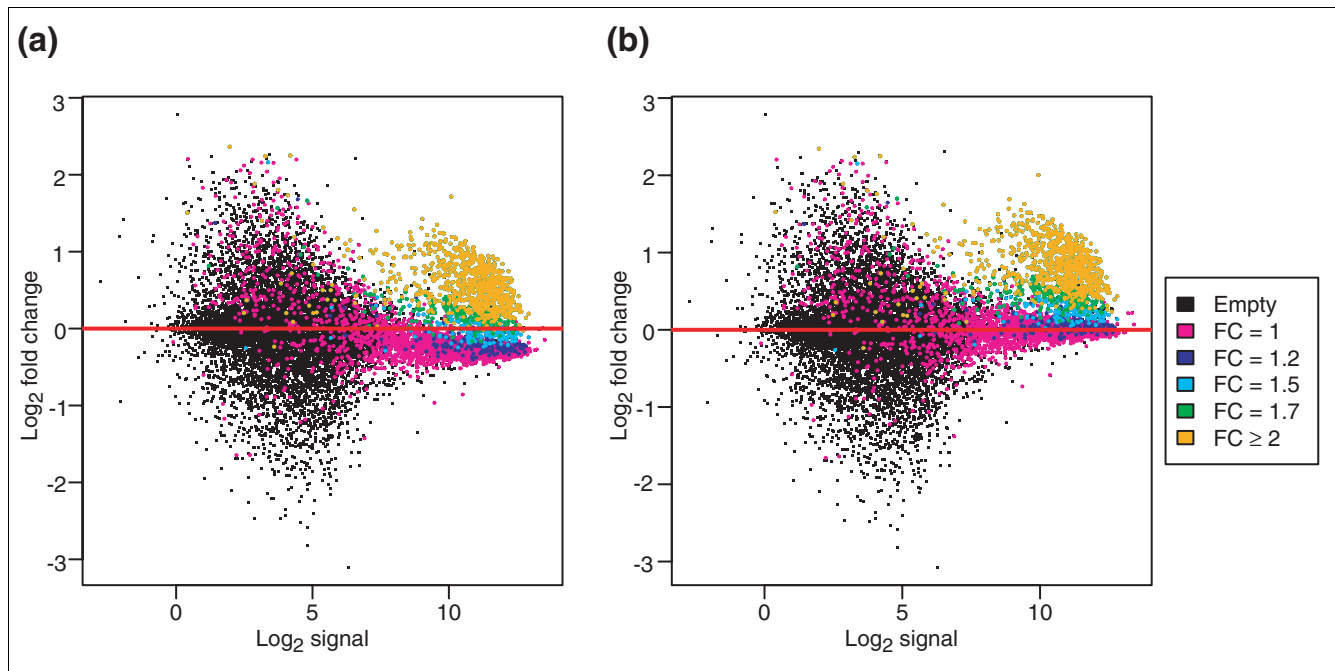 (a)
(b)
3
2
1
0
-1
-2
-3
Log2 fold change
0
5
10
Log2 signal
3
2
1
0
-1
-2
-3
Log2 fold change
0
5
10
Log2 signal
Empty
FC = 1
FC = 1.2
FC = 1.5
FC = 1.7
FC ≥ 2